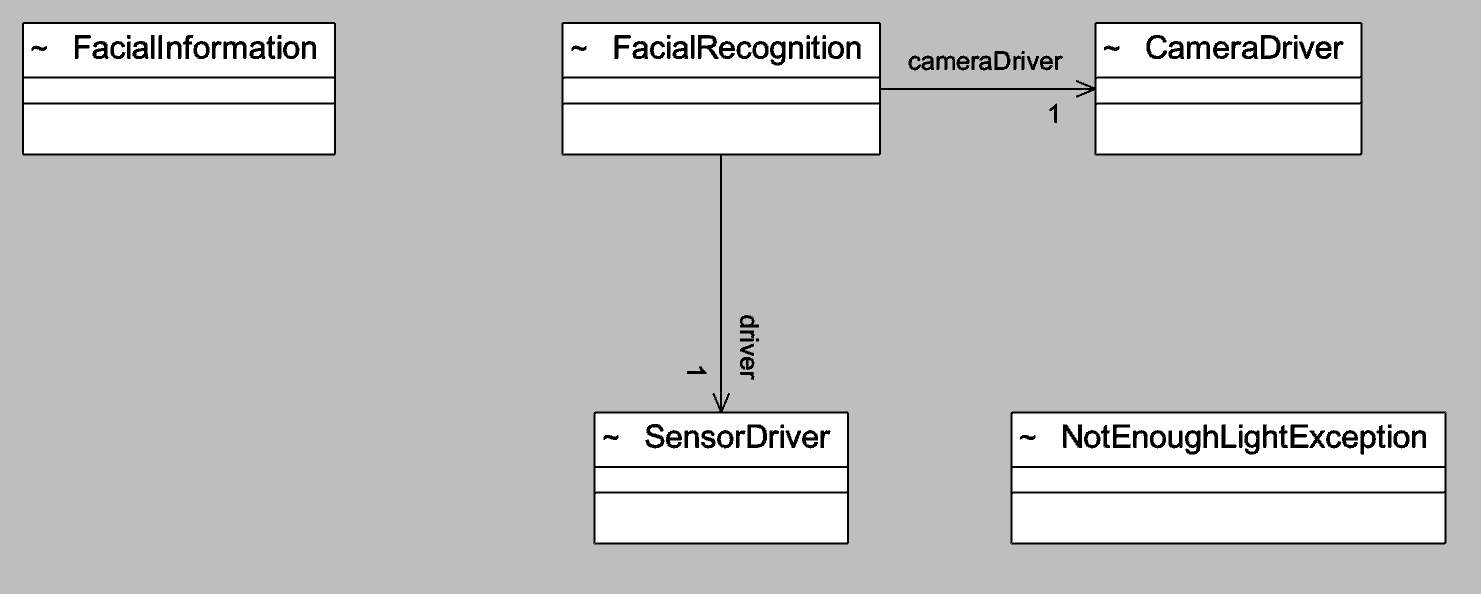 ~ FacialInformation
~ FacialRecognition
cameraDriver
1
~ CameraDriver
driver
1
~ SensorDriver
~ NotEnoughLightException